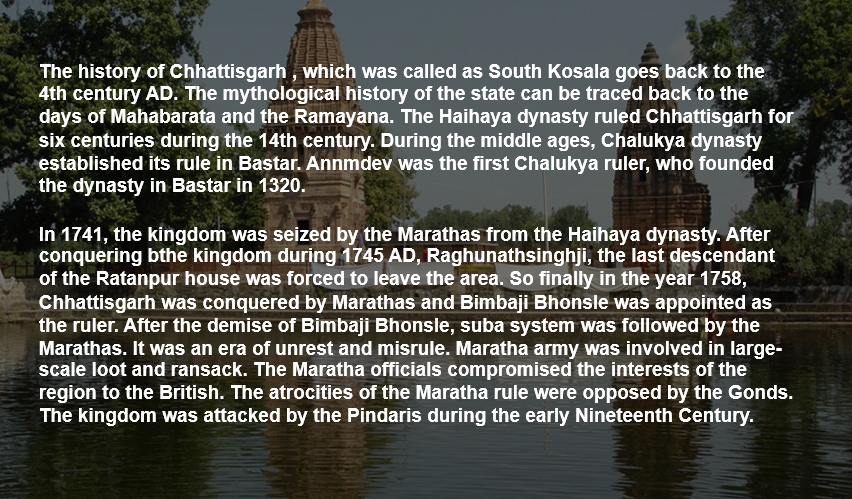 The history of Chhattisgarh , which was called as South Kosala goes back to the
4th century AD. The mythological history of the state can be traced back to the
days of Mahabarata and the Ramayana. The Haihaya dynasty ruled Chhattisgarh for
six centuries during the 14th century. During the middle ages, Chalukya dynasty
established its rule in Bastar. Annmdev was the first Chalukya ruler, who founded
the dynasty in Bastar in 1320.

In 1741, the kingdom was seized by the Marathas from the Haihaya dynasty. After
conquering bthe kingdom during 1745 AD, Raghunathsinghji, the last descendant
of the Ratanpur house was forced to leave the area. So finally in the year 1758,
Chhattisgarh was conquered by Marathas and Bimbaji Bhonsle was appointed as
the ruler. After the demise of Bimbaji Bhonsle, suba system was followed by the
Marathas. It was an era of unrest and misrule. Maratha army was involved in large-
scale loot and ransack. The Maratha officials compromised the interests of the
region to the British. The atrocities of the Maratha rule were opposed by the Gonds.
The kingdom was attacked by the Pindaris during the early Nineteenth Century.